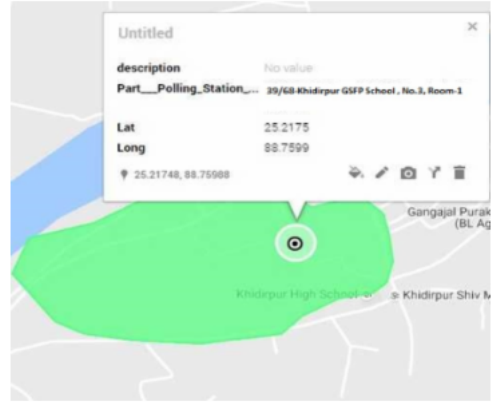 Untitled
description No value
Part___Polling_Station_... 39/68-Khidirpur GSFP School , No.3, Room-1
Lat 25.2175
Long 88.7599
25.21748, 88.75988
Gangajal Purak
(BL Ag
Khidirpur High School
Khidirpur Shiv M